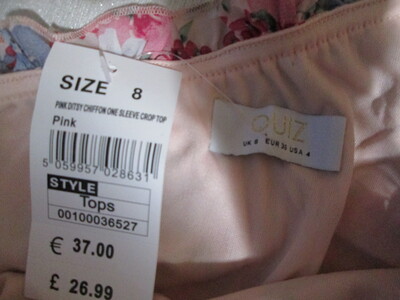 SIZE 8
PINK DITSY CHIFFON ONE SLEEVE CROP TOP
Pink
5 059957 028631
STYLE
Tops
00100036527
€ 37.00
£ 26.99
QUIZ
UK 8 EUR 36 USA 4